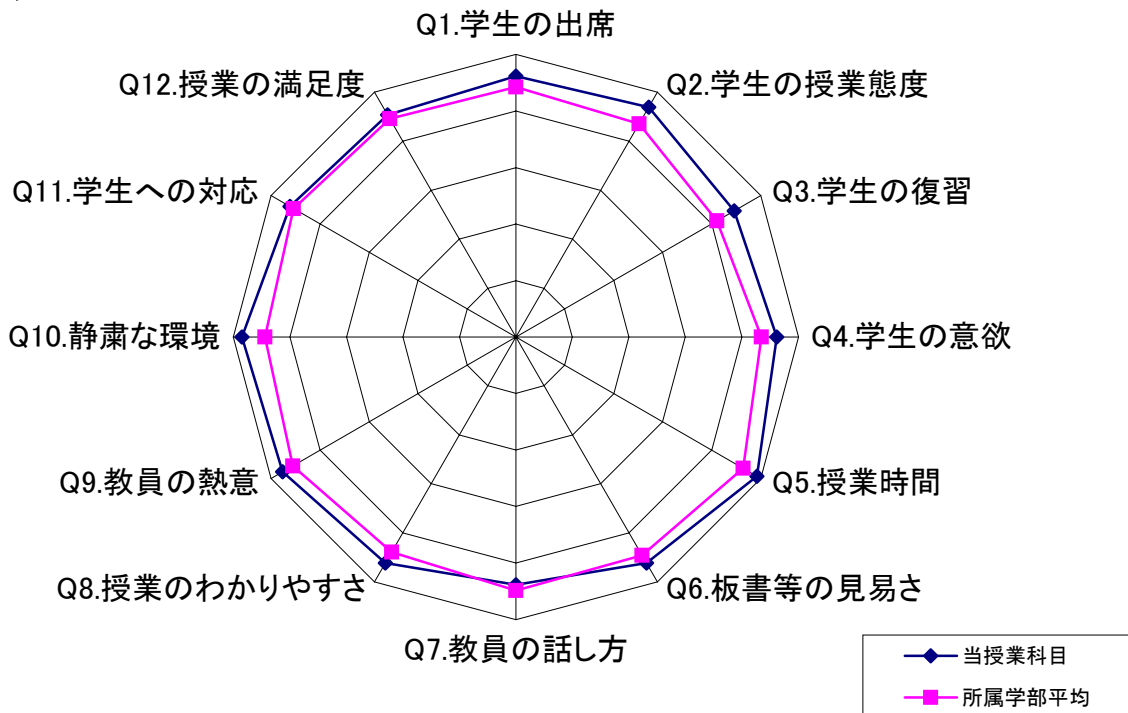 Q1.学生の出席
Q2.学生の授業態度
Q3.学生の復習
Q4.学生の意欲
Q5.授業時間
Q6.板書等の見易さ
Q7.教員の話し方
Q8.授業のわかりやすさ
Q9.教員の熱意
Q10.静粛な環境
Q11.学生への対応
Q12.授業の満足度
当授業科目
所属学部平均